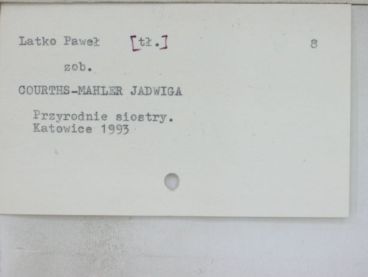 Latko Paweł [tł.] 8
zob.
COURTHS-MAHLER JADWIGA
Przyrodnie siostry.
Katowice 1993